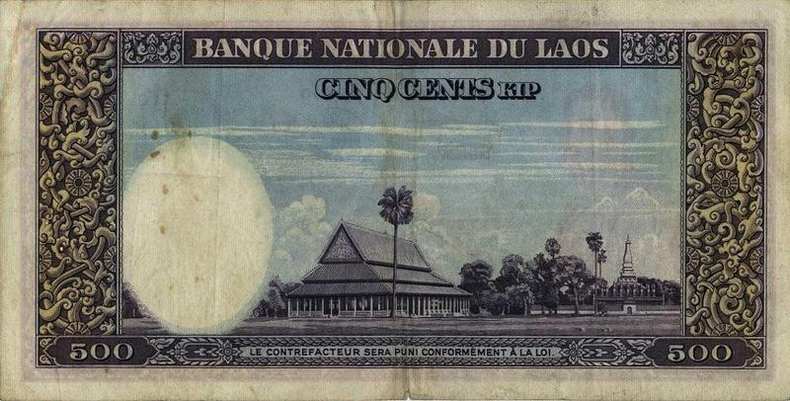 BANQUE NATIONALE DU LAOS
CINQ CENTS KIP
500
LE CONTREFACTEUR SERA PUNI CONFORMÉMENT À LA LOI.
500